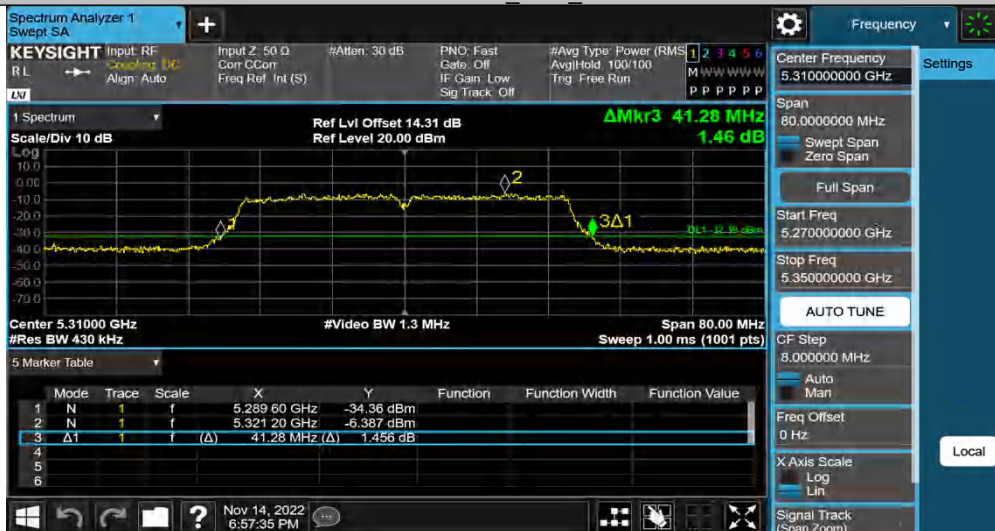 Spectrum Analyzer 1
Swept SA
+
Frequency
KEYSIGHT
RL
LXI
Input: RF
Coupling: DC
Align: Auto
Input Z: 50 Ω
Corr CCorr
Freq Ref: Int (S)
#Atten: 30 dB
PNO: Fast
Gate: Off
IF Gain: Low
Sig Track: Off
#Avg Type: Power (RMS
Avg|Hold: 100/100
Trig: Free Run
1 2 3 4 5 6
M W W W W W
P P P P P P
1 Spectrum
Scale/Div 10 dB
Ref Lvl Offset 14.31 dB
Ref Level 20.00 dBm
ΔMkr3 41.28 MHz
1.46 dB
Log
10.0
0.00
-10.0
-20.0
-30.0
-40.0
-50.0
-60.0
-70.0
1
2
3Δ1
DL1 -32.39 dBm
Center 5.31000 GHz
#Res BW 430 kHz
#Video BW 1.3 MHz
Span 80.00 MHz
Sweep 1.00 ms (1001 pts)
5 Marker Table
Mode Trace Scale X Y Function Function Width Function Value
1 N 1 f 5.289 60 GHz -34.36 dBm
2 N 1 f 5.321 20 GHz -6.387 dBm
3 Δ1 1 f (Δ) 41.28 MHz (Δ) 1.456 dB
4
5
6
Nov 14, 2022
6:57:35 PM
Center Frequency
5.310000000 GHz
Span
80.0000000 MHz
Swept Span
Zero Span
Full Span
Start Freq
5.270000000 GHz
Stop Freq
5.350000000 GHz
AUTO TUNE
CF Step
8.000000 MHz
Auto
Man
Freq Offset
0 Hz
X Axis Scale
Log
Lin
Signal Track
(Span Zoom)
Settings
Local